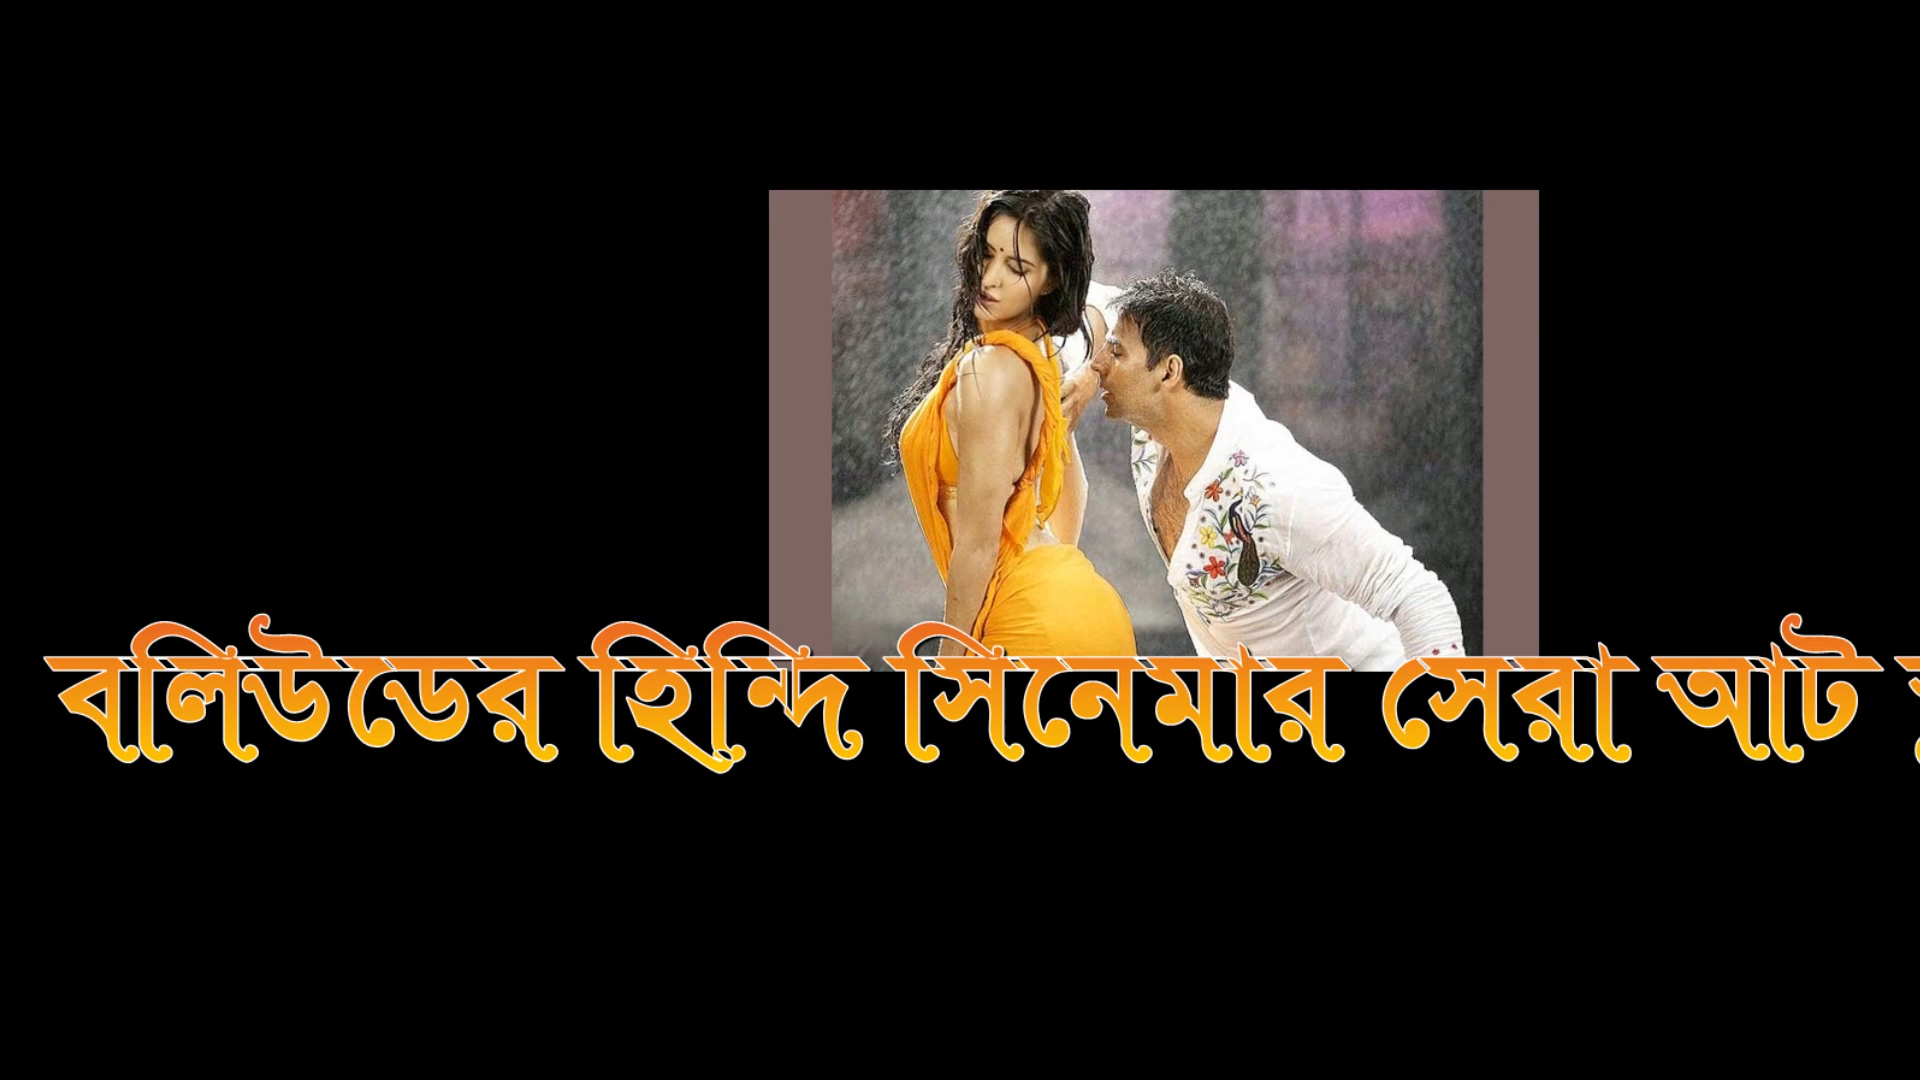 বলিউডের হিন্দি সিনেমার সেরা আট